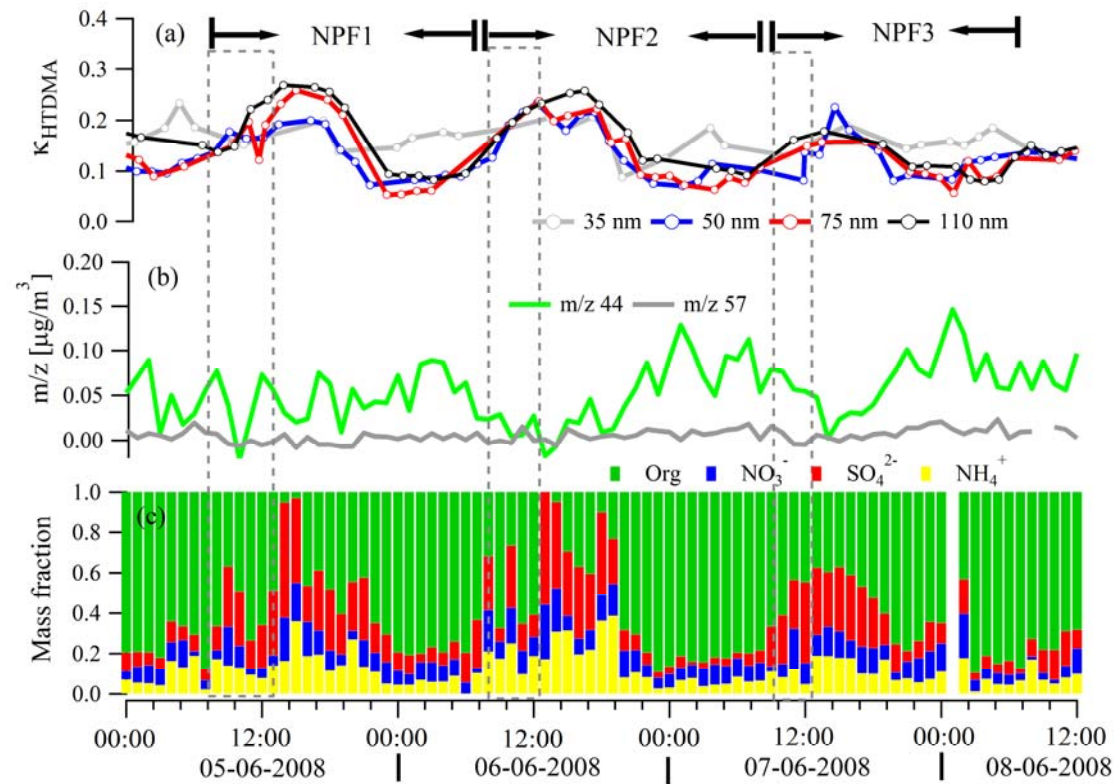 0.4
(a)
NPF1
NPF2
NPF3
0.3
0.2
0.1
0.0
κHTDMA
35 nm 50 nm 75 nm 110 nm
0.20
(b)
m/z 44 m/z 57
0.15
0.10
0.05
0.00
m/z [μg/m³]
Org NO₃⁻ SO₄²⁻ NH₄⁺
1.0
(c)
0.8
0.6
0.4
0.2
0.0
Mass fraction
00:00 12:00 00:00 12:00 00:00 12:00 00:00 12:00
05-06-2008 06-06-2008 07-06-2008 08-06-2008